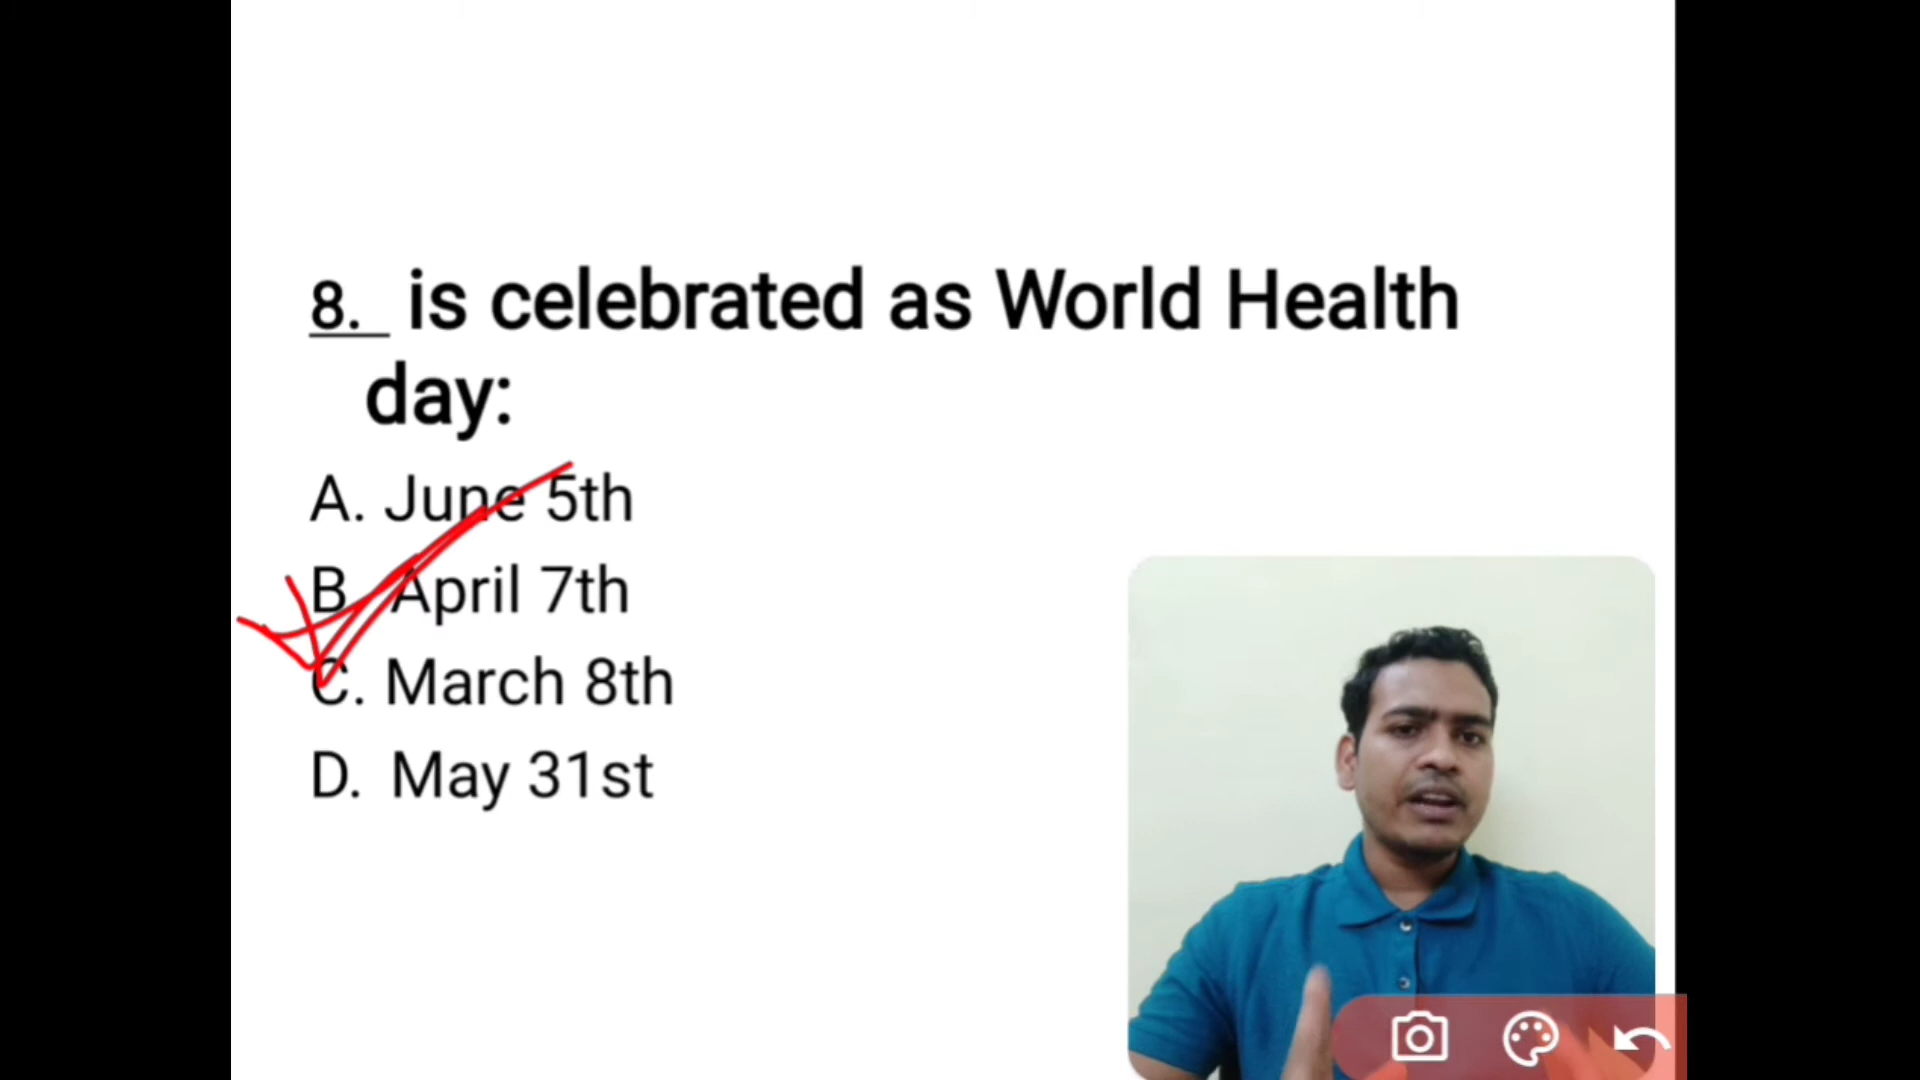 8. is celebrated as World Health
day:
A. June 5th
B. April 7th
C. March 8th
D. May 31st